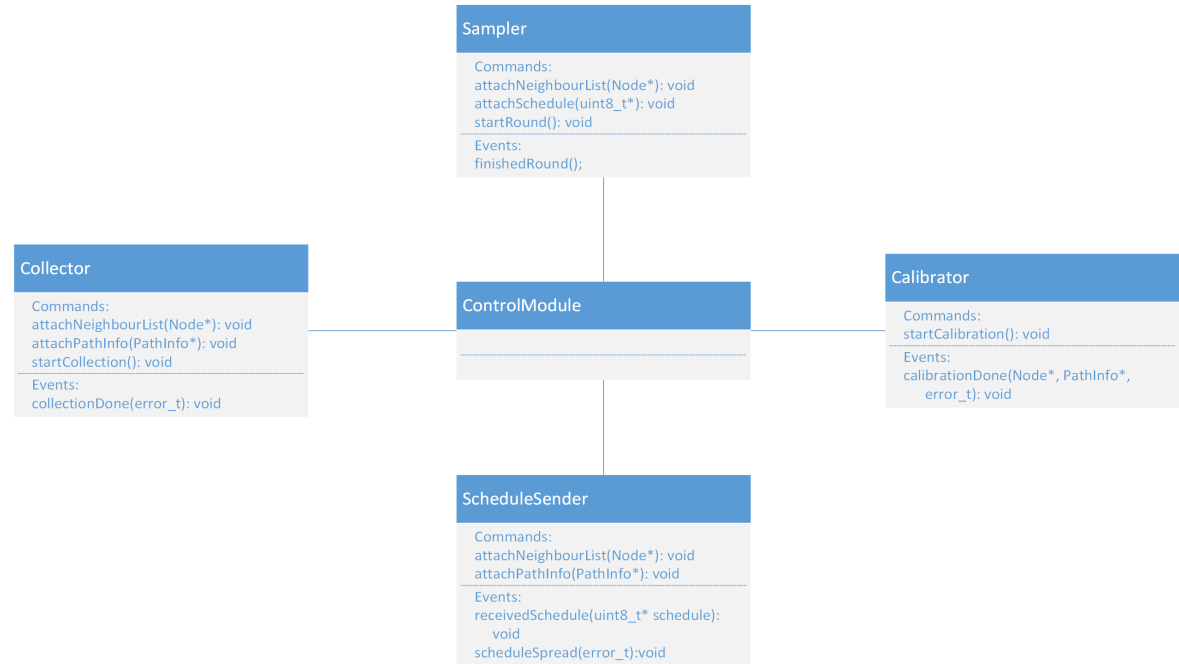 Sampler
Commands:
attachNeighbourList(Node*): void
attachSchedule(uint8_t*): void
startRound(): void
Events:
finishedRound();
Collector
Commands:
attachNeighbourList(Node*): void
attachPathInfo(PathInfo*): void
startCollection(): void
Events:
collectionDone(error_t): void
ControlModule
Calibrator
Commands:
startCalibration(): void
Events:
calibrationDone(Node*, PathInfo*,
error_t): void
ScheduleSender
Commands:
attachNeighbourList(Node*): void
attachPathInfo(PathInfo*): void
Events:
receivedSchedule(uint8_t* schedule):
void
scheduleSpread(error_t):void